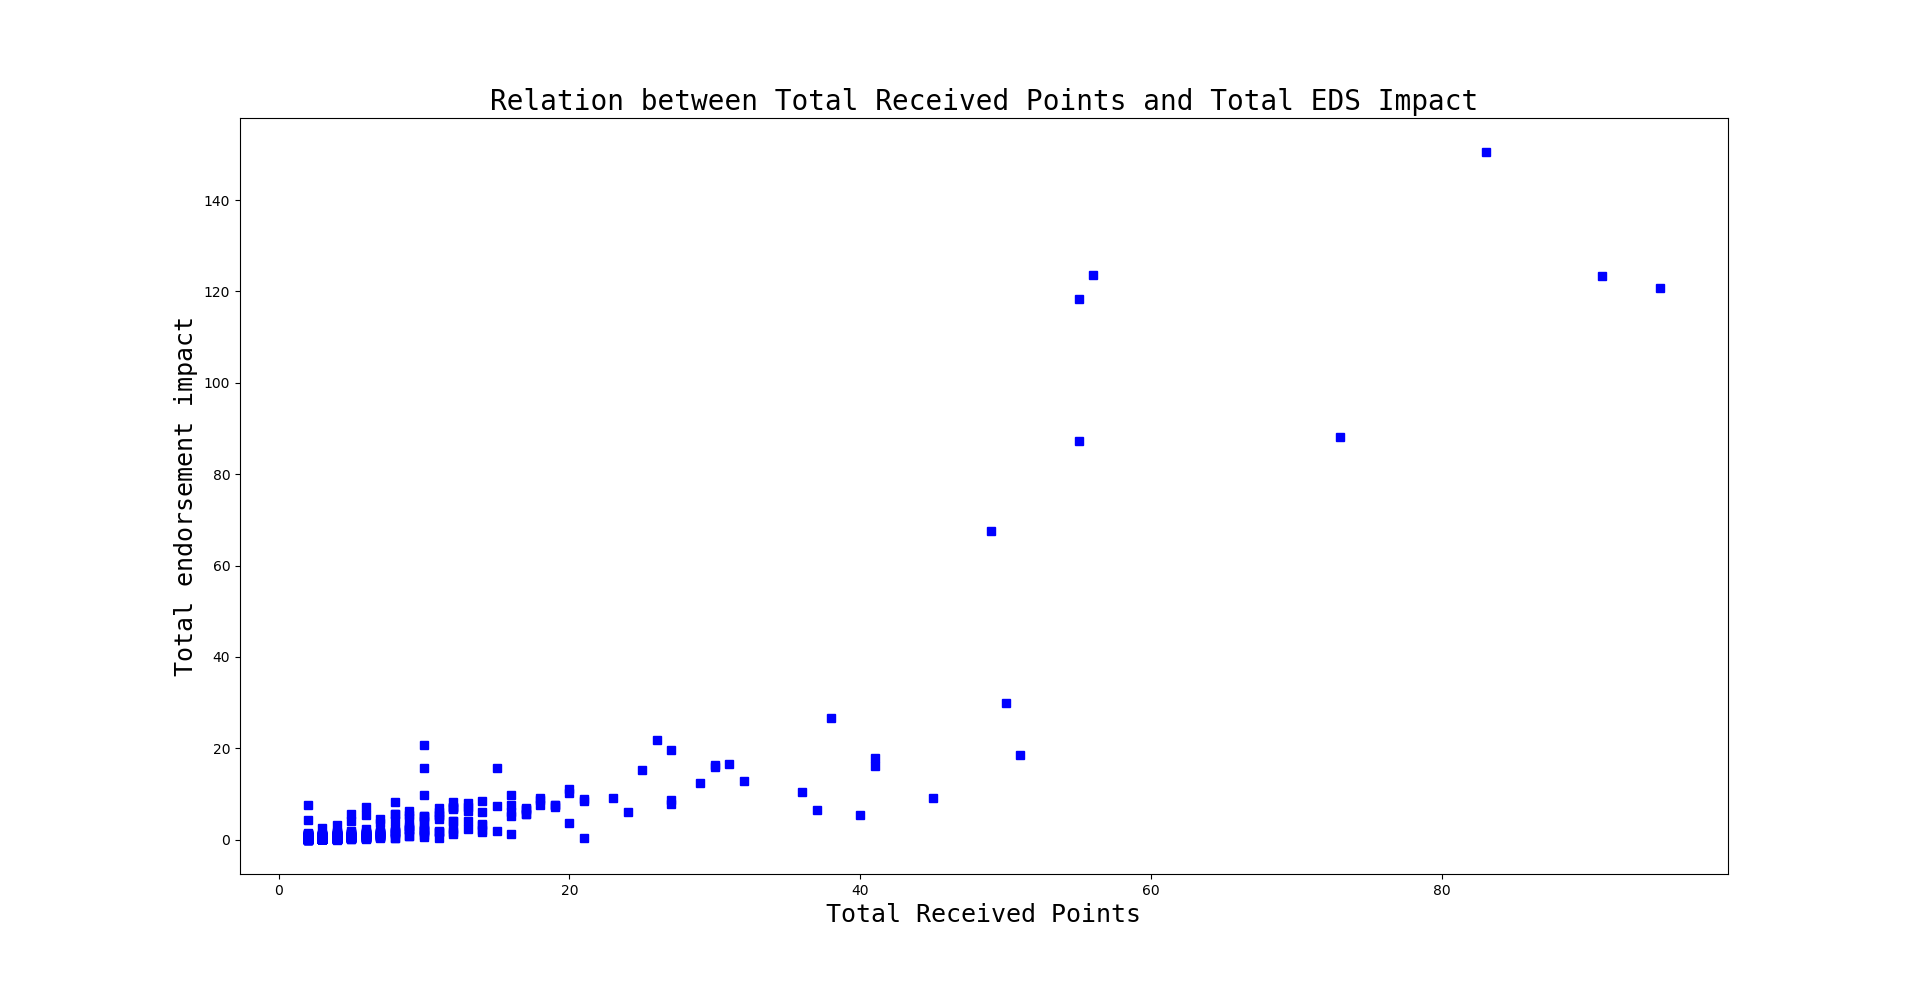 Relation between Total Received Points and Total EDS Impact
Total endorsement impact
140
120
100
80
60
40
20
0
0 20 40 60 80
Total Received Points